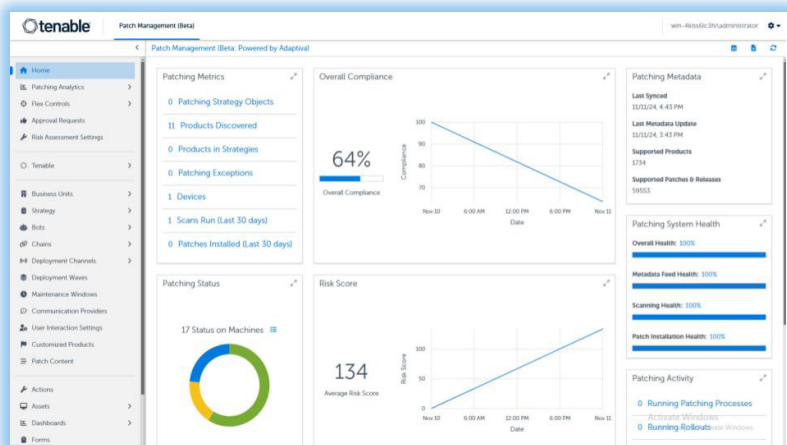 tenable
Patch Management (Beta)
win-4kiss6lc3hl\administrator
Patch Management (Beta: Powered by Adaptiva)
Home
Patching Analytics
Flex Controls
Approval Requests
Risk Assessment Settings
Tenable
Business Units
Strategy
Bots
Chains
Deployment Channels
Deployment Waves
Maintenance Windows
Communication Providers
User Interaction Settings
Customized Products
Patch Content
Actions
Assets
Dashboards
Forms
Patching Metrics
0 Patching Strategy Objects
11 Products Discovered
0 Products in Strategies
0 Patching Exceptions
1 Devices
1 Scans Run (Last 30 days)
0 Patches Installed (Last 30 days)
Overall Compliance
64%
Overall Compliance
Compliance
100
90
80
70
Nov 10 6:00 AM 12:00 PM 6:00 PM Nov 11
Date
Patching Metadata
Last Synced
11/11/24, 4:43 PM
Last Metadata Update
11/11/24, 3:43 PM
Supported Products
1734
Supported Patches & Releases
59553
Patching System Health
Overall Health: 100%
Metadata Feed Health: 100%
Scanning Health: 100%
Patch Installation Health: 100%
Patching Status
17 Status on Machines
Risk Score
134
Average Risk Score
Risk Score
100
50
0
Nov 10 6:00 AM 12:00 PM 6:00 PM Nov 11
Date
Patching Activity
0 Running Patching Processes
Activate Windows
0 Running Rollouts